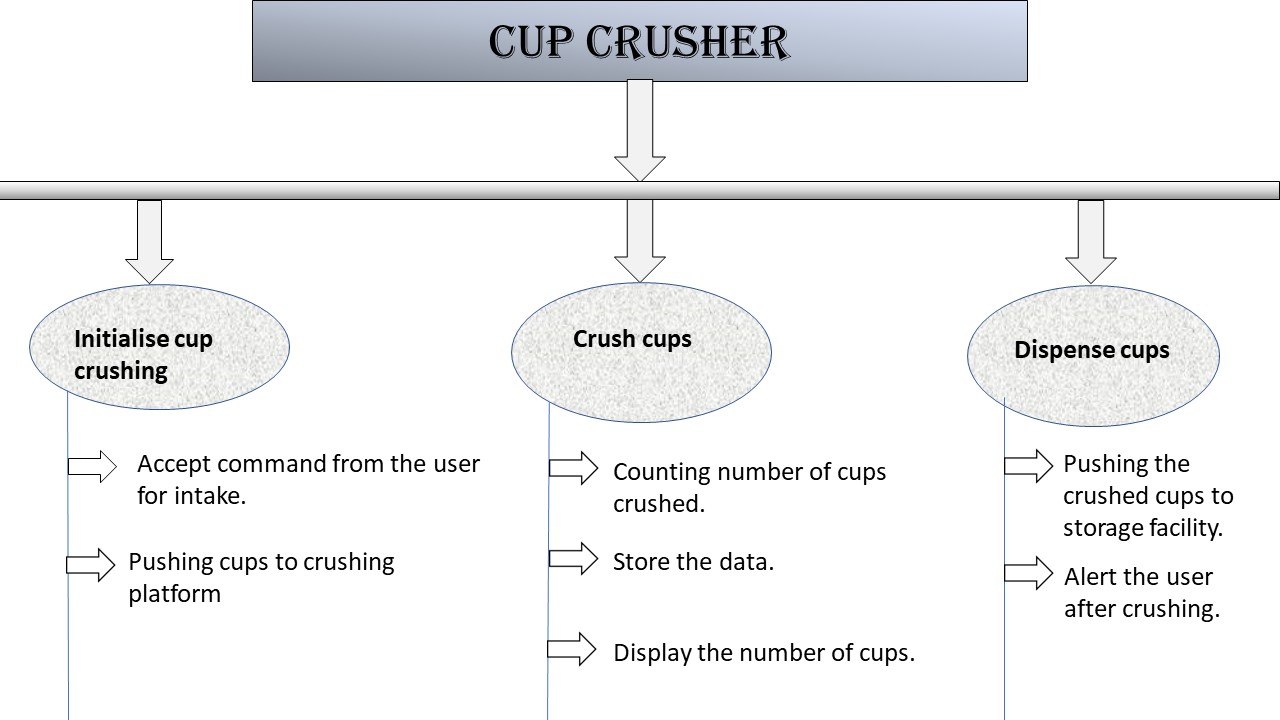 CUP CRUSHER
Initialise cup
crushing
Accept command from the user
for intake.
Pushing cups to crushing
platform
Crush cups
Counting number of cups
crushed.
Store the data.
Display the number of cups.
Dispense cups
Pushing the
crushed cups to
storage facility.
Alert the user
after crushing.